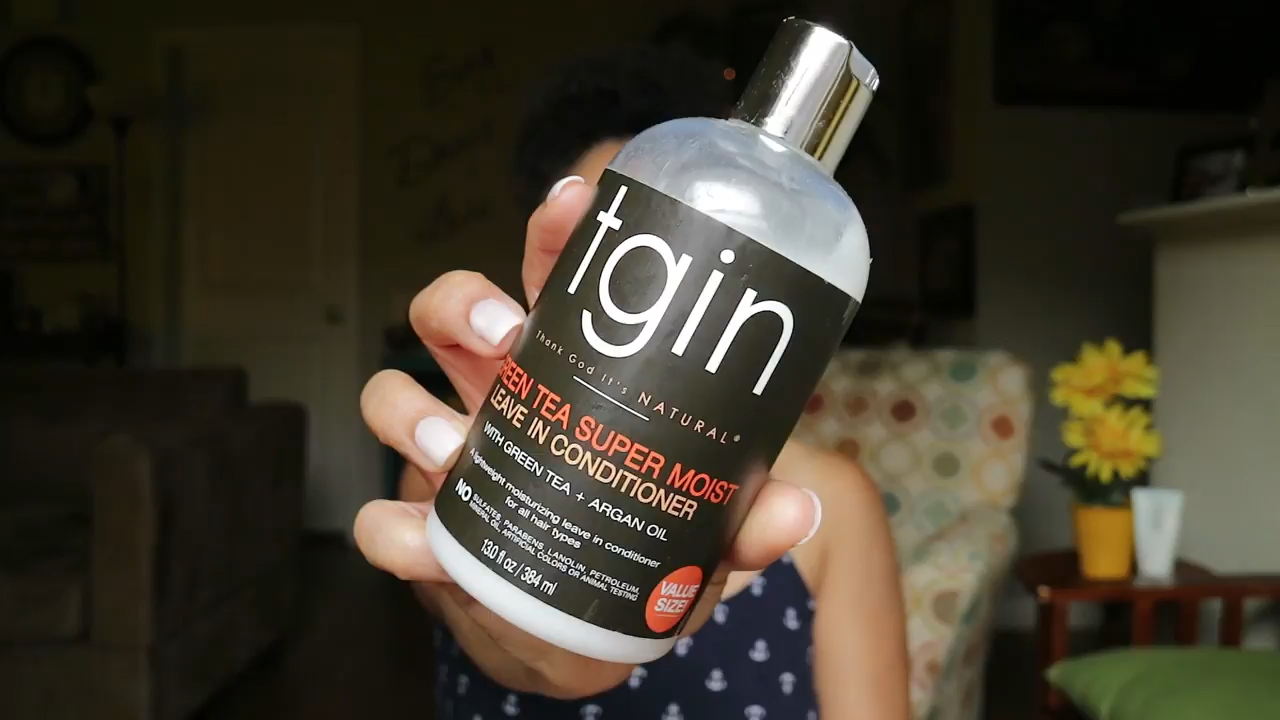 tgin
Thank God It's NATURAL®
GREEN TEA SUPER MOIST
LEAVE IN CONDITIONER
WITH GREEN TEA + ARGAN OIL
A lightweight moisturizing leave in conditioner
for all hair types
NO SULFATES, PARABENS, LANOLIN, PETROLEUM,
MINERAL OIL, ARTIFICIAL COLORS OR ANIMAL TESTING
13.0 fl oz / 384 ml
VALUE
SIZE!